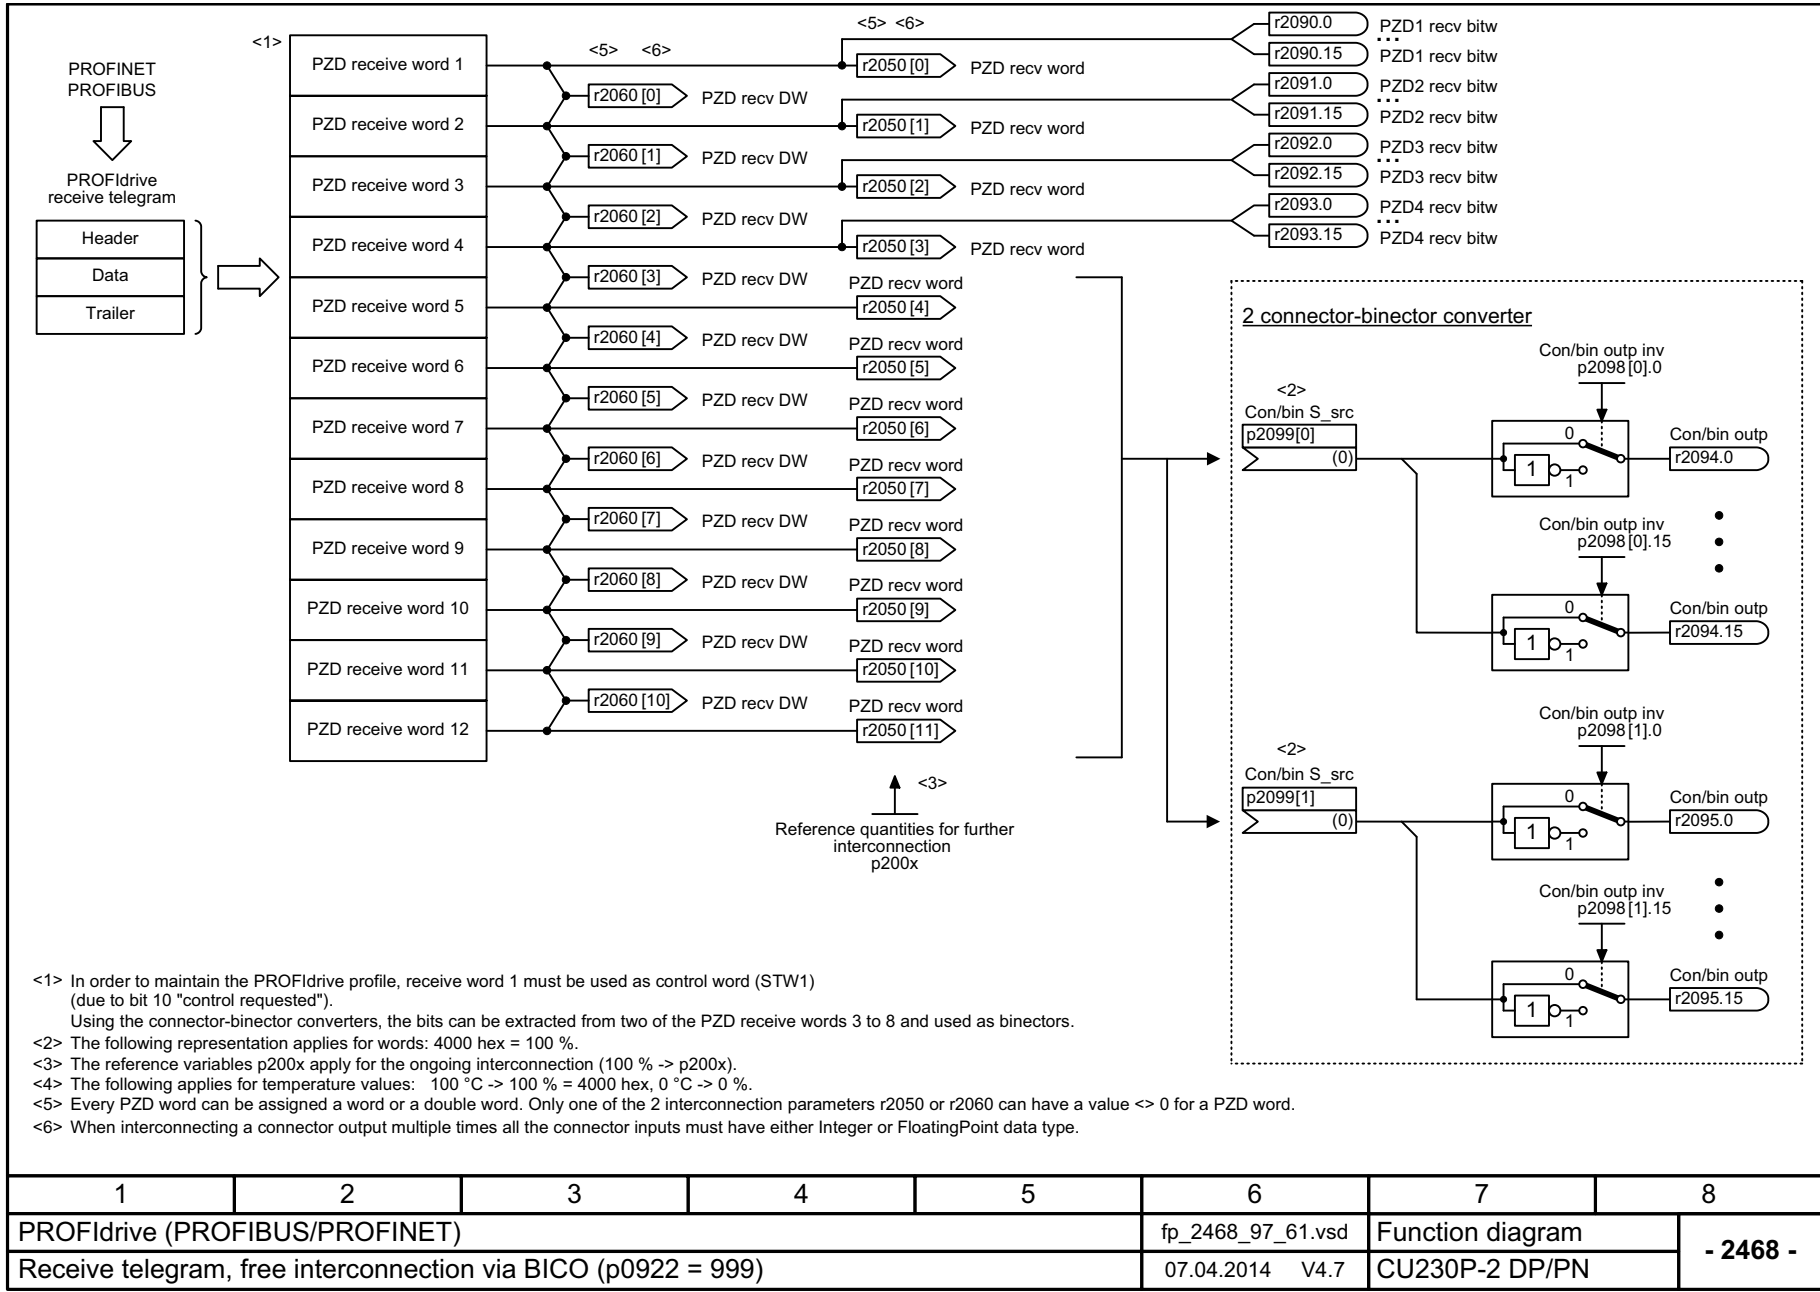 <1>
PROFINET
PROFIBUS
PROFIdrive
receive telegram
Header
Data
Trailer
PZD receive word 1
PZD receive word 2
PZD receive word 3
PZD receive word 4
PZD receive word 5
PZD receive word 6
PZD receive word 7
PZD receive word 8
PZD receive word 9
PZD receive word 10
PZD receive word 11
PZD receive word 12
<5> <6>
r2060 [0] PZD recv DW
r2060 [1] PZD recv DW
r2060 [2] PZD recv DW
r2060 [3] PZD recv DW
r2060 [4] PZD recv DW
r2060 [5] PZD recv DW
r2060 [6] PZD recv DW
r2060 [7] PZD recv DW
r2060 [8] PZD recv DW
r2060 [9] PZD recv DW
r2060 [10] PZD recv DW
<5> <6>
r2050 [0] PZD recv word
r2050 [1] PZD recv word
r2050 [2] PZD recv word
r2050 [3] PZD recv word
PZD recv word
r2050 [4]
PZD recv word
r2050 [5]
PZD recv word
r2050 [6]
PZD recv word
r2050 [7]
PZD recv word
r2050 [8]
PZD recv word
r2050 [9]
PZD recv word
r2050 [10]
PZD recv word
r2050 [11]
<3>
Reference quantities for further
interconnection
p200x
r2090.0 PZD1 recv bitw
...
r2090.15 PZD1 recv bitw
r2091.0 PZD2 recv bitw
...
r2091.15 PZD2 recv bitw
r2092.0 PZD3 recv bitw
...
r2092.15 PZD3 recv bitw
r2093.0 PZD4 recv bitw
...
r2093.15 PZD4 recv bitw
2 connector-binector converter
Con/bin outp inv
p2098 [0].0
<2>
Con/bin S_src
p2099[0]
(0)
0
1
1
Con/bin outp
r2094.0
Con/bin outp inv
p2098 [0].15
0
1
1
Con/bin outp
r2094.15
Con/bin outp inv
p2098 [1].0
<2>
Con/bin S_src
p2099[1]
(0)
0
1
1
Con/bin outp
r2095.0
Con/bin outp inv
p2098 [1].15
0
1
1
Con/bin outp
r2095.15
<1> In order to maintain the PROFIdrive profile, receive word 1 must be used as control word (STW1)
(due to bit 10 "control requested").
Using the connector-binector converters, the bits can be extracted from two of the PZD receive words 3 to 8 and used as binectors.
<2> The following representation applies for words: 4000 hex = 100 %.
<3> The reference variables p200x apply for the ongoing interconnection (100 % -> p200x).
<4> The following applies for temperature values: 100 °C -> 100 % = 4000 hex, 0 °C -> 0 %.
<5> Every PZD word can be assigned a word or a double word. Only one of the 2 interconnection parameters r2050 or r2060 can have a value <> 0 for a PZD word.
<6> When interconnecting a connector output multiple times all the connector inputs must have either Integer or FloatingPoint data type.
1 2 3 4 5 6 7 8
PROFIdrive (PROFIBUS/PROFINET) fp_2468_97_61.vsd Function diagram
- 2468 -
Receive telegram, free interconnection via BICO (p0922 = 999) 07.04.2014 V4.7 CU230P-2 DP/PN